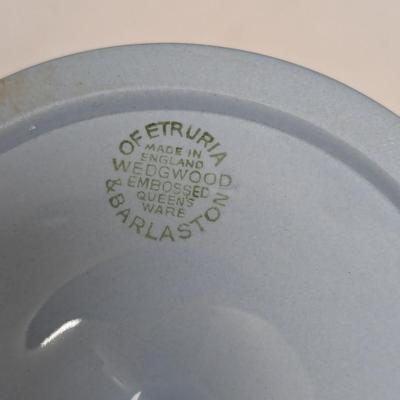 OF ETRURIA
MADE IN
ENGLAND
WEDGWOOD
EMBOSSED
QUEEN'S
WARE
& BARLASTON